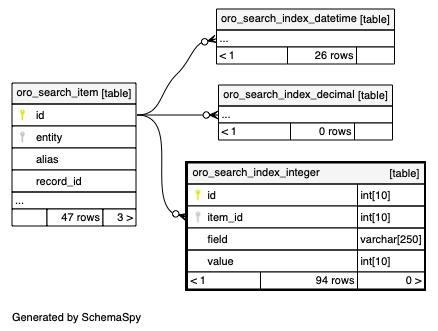 oro_search_index_datetime [table]
...
< 1 26 rows
oro_search_item [table]
id
entity
alias
record_id
...
47 rows 3 >
oro_search_index_decimal [table]
...
< 1 0 rows
oro_search_index_integer [table]
id int[10]
item_id int[10]
field varchar[250]
value int[10]
< 1 94 rows 0 >
Generated by SchemaSpy